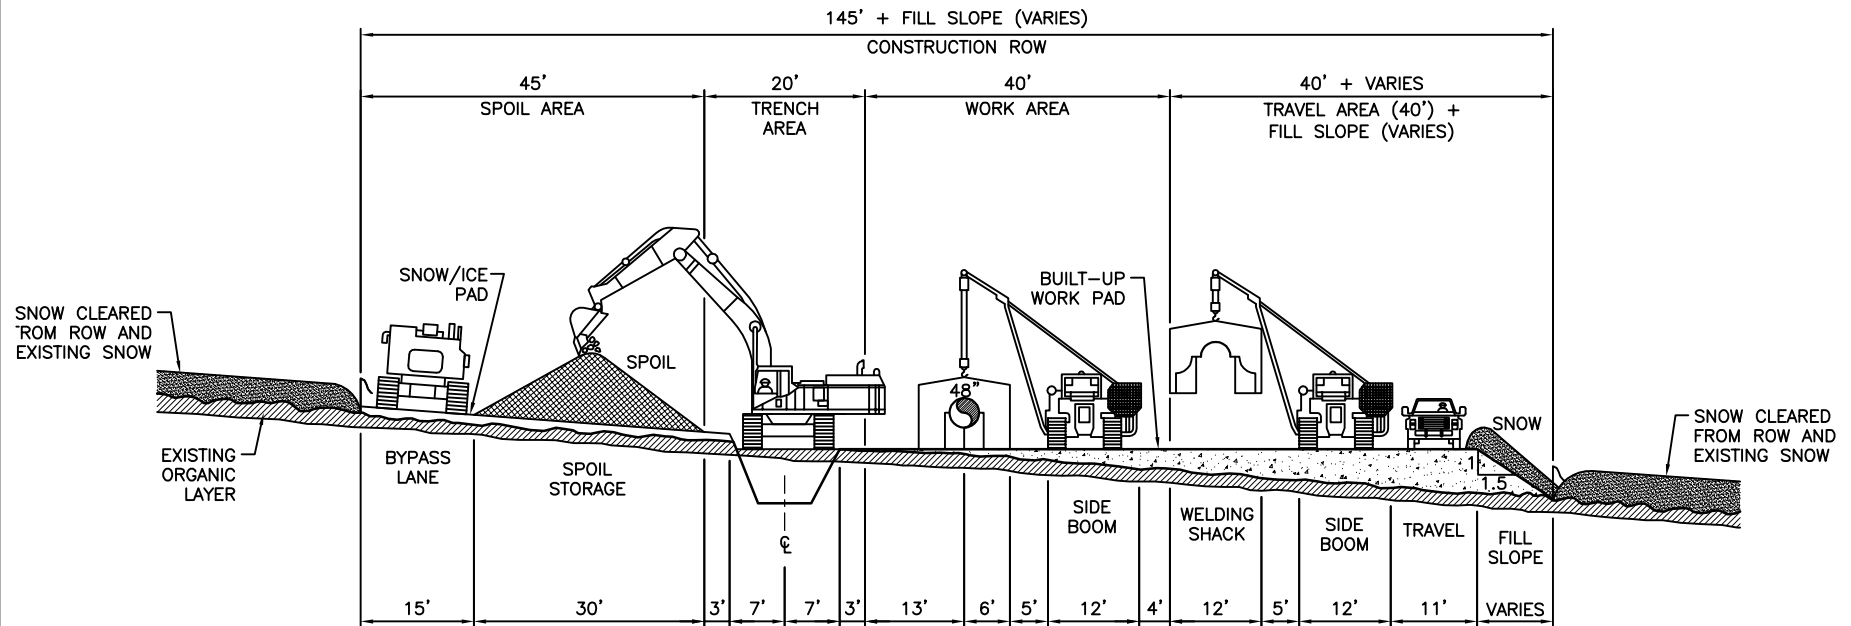 145' + FILL SLOPE (VARIES)
CONSTRUCTION ROW
45'
SPOIL AREA
20'
TRENCH
AREA
40'
WORK AREA
40' + VARIES
TRAVEL AREA (40') +
FILL SLOPE (VARIES)
SNOW CLEARED
ROM ROW AND
EXISTING SNOW
SNOW/ICE
PAD
SPOIL
48"
BUILT-UP
WORK PAD
SNOW
1
1.5
SNOW CLEARED
FROM ROW AND
EXISTING SNOW
EXISTING
ORGANIC
LAYER
BYPASS
LANE
SPOIL
STORAGE
℄
SIDE
BOOM
WELDING
SHACK
SIDE
BOOM
TRAVEL
FILL
SLOPE
15'
30'
3'
7'
7'
3'
13'
6'
5'
12'
4'
12'
5'
12'
11'
VARIES